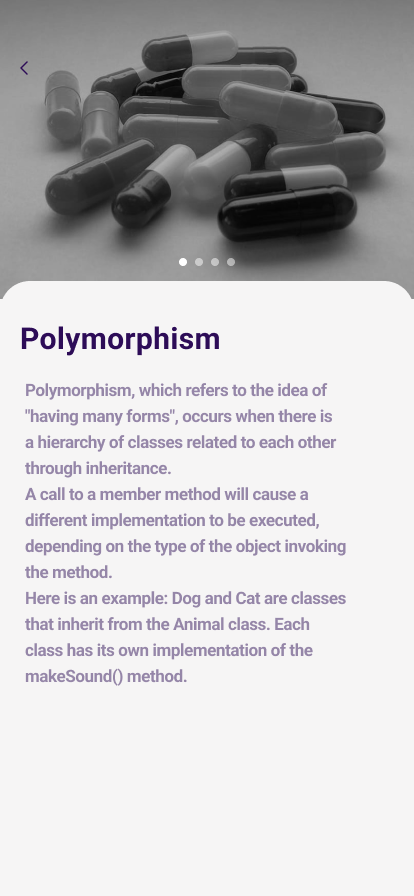 Polymorphism
Polymorphism, which refers to the idea of
"having many forms", occurs when there is
a hierarchy of classes related to each other
through inheritance.
A call to a member method will cause a
different implementation to be executed,
depending on the type of the object invoking
the method.
Here is an example: Dog and Cat are classes
that inherit from the Animal class. Each
class has its own implementation of the
makeSound() method.